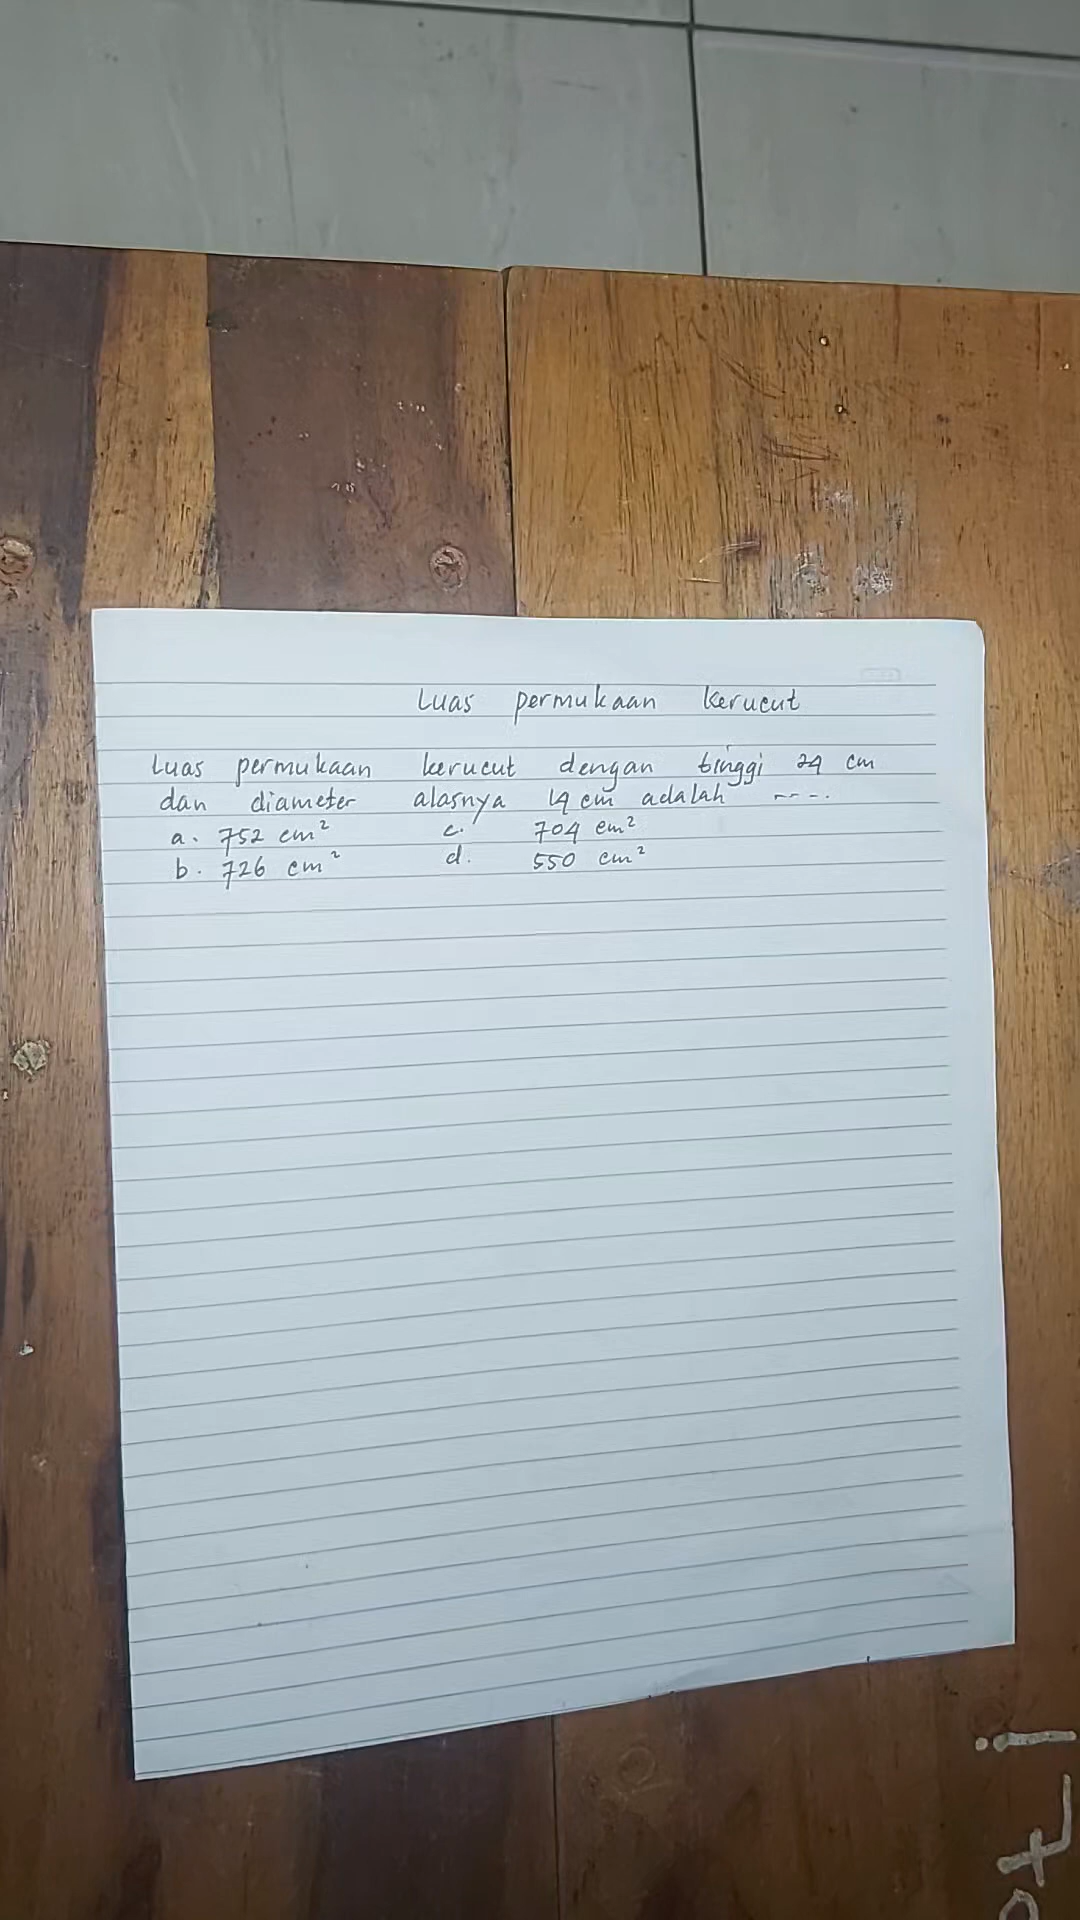 Luas permukaan kerucut
Luas permukaan kerucut dengan tinggi 24 cm
dan diameter alasnya 14 cm adalah ----.
a. 752 cm² c. 704 cm²
b. 726 cm² d. 550 cm²